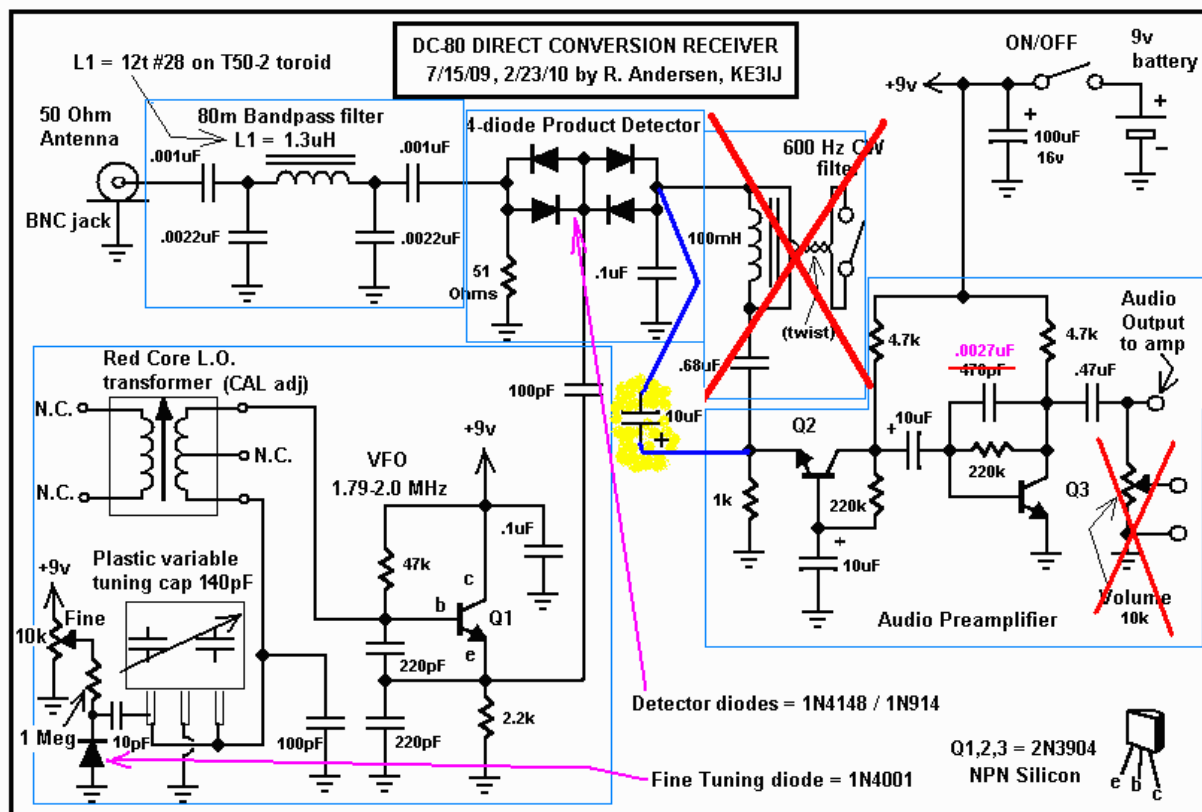 DC-80 DIRECT CONVERSION RECEIVER
7/15/09, 2/23/10 by R. Andersen, KE3IJ
L1 = 12t #28 on T50-2 toroid
50 Ohm
Antenna
BNC jack
80m Bandpass filter
L1 = 1.3uH
.001uF
.001uF
.0022uF
.0022uF
4-diode Product Detector
51
Ohms
.1uF
600 Hz CW
filter
100mH
(twist)
.68uF
ON/OFF
9v
battery
+9v
+
100uF
16v
+
-
Red Core L.O.
transformer
(CAL adj)
N.C.
N.C.
N.C.
100pF
10uF
+
+9v
VFO
1.79-2.0 MHz
47k
.1uF
c
b
e
Q1
220pF
220pF
2.2k
100pF
Plastic variable
tuning cap 140pF
+9v
Fine
10k
1 Meg
10pF
4.7k
4.7k
.0027uF
470pF
.47uF
Audio
Output
to amp
Q2
+
10uF
220k
220k
1k
+
10uF
Q3
Volume
10k
Audio Preamplifier
Detector diodes = 1N4148 / 1N914
Fine Tuning diode = 1N4001
Q1,2,3 = 2N3904
NPN Silicon
e
b
c